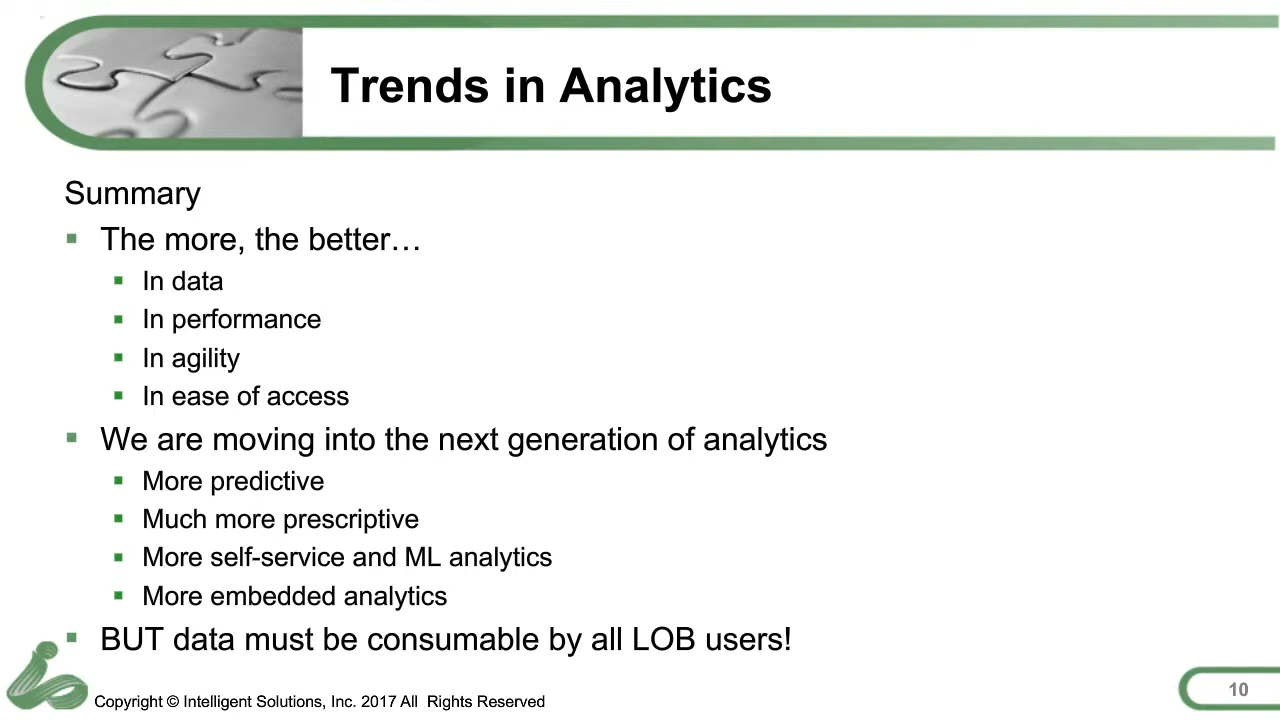 Trends in Analytics
Summary
The more, the better…
In data
In performance
In agility
In ease of access
We are moving into the next generation of analytics
More predictive
Much more prescriptive
More self-service and ML analytics
More embedded analytics
BUT data must be consumable by all LOB users!
Copyright © Intelligent Solutions, Inc. 2017 All  Rights Reserved
10